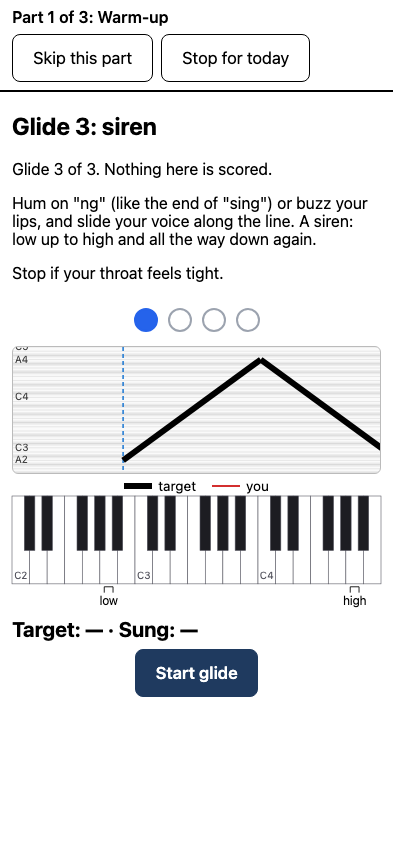 Part 1 of 3: Warm-up
Skip this part
Stop for today
Glide 3: siren
Glide 3 of 3. Nothing here is scored.
Hum on "ng" (like the end of "sing") or buzz your
lips, and slide your voice along the line. A siren:
low up to high and all the way down again.
Stop if your throat feels tight.
A4
C4
C3
A2
target
you
C2
C3
C4
low
high
Target: — · Sung: —
Start glide